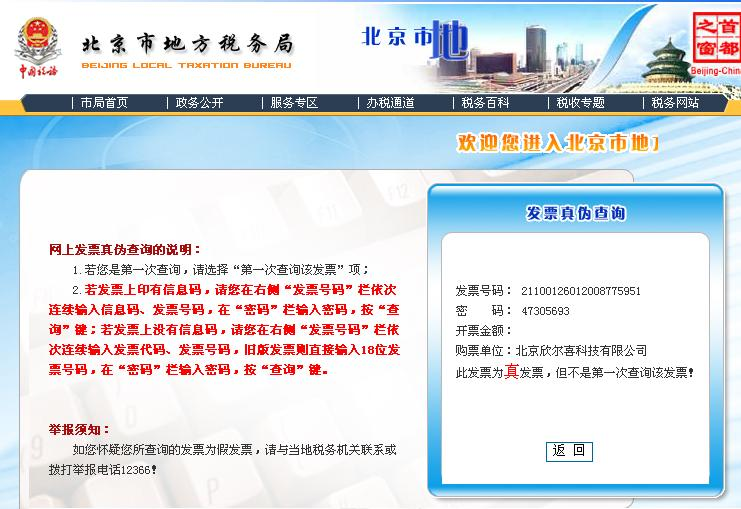 北京市地方税务局
BEIJING LOCAL TAXATION BUREAU
中国税务
北京市地
首都之窗
Beijing-Chin
市局首页 政务公开 服务专区 办税通道 税务百科 税收专题 税务网站
欢迎您进入北京市地
网上发票真伪查询的说明：
1.若您是第一次查询，请选择“第一次查询该发票”项；
2.若发票上印有信息码，请您在右侧“发票号码”栏依次
连续输入信息码、发票号码，在“密码”栏输入密码，按“查
询”键；若发票上没有信息码，请您在右侧“发票号码”栏依
次连续输入发票代码、发票号码，旧版发票则直接输入18位发
票号码，在“密码”栏输入密码，按“查询”键。
举报须知：
如您怀疑您所查询的发票为假发票，请与当地税务机关联系或
拨打举报电话12366！
发票真伪查询
发票号码： 21100126012008775951
密 码： 47305693
开票金额：
购票单位：北京欣尔喜科技有限公司
此发票为真发票，但不是第一次查询该发票！
返 回